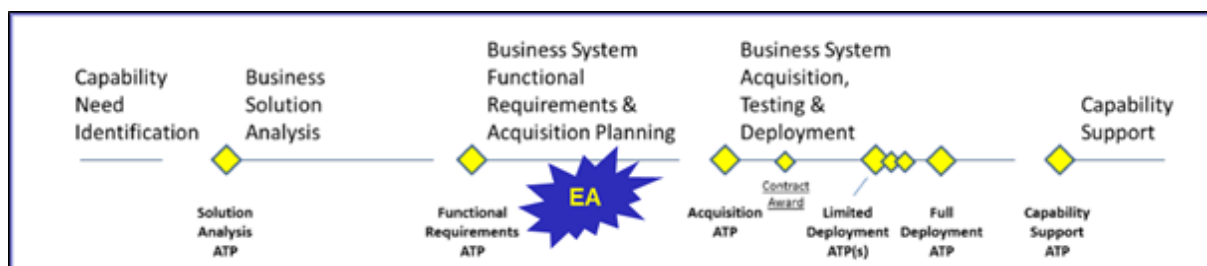 Capability
Need
Identification
Business
Solution
Analysis
Business System
Functional
Requirements &
Acquisition Planning
Business System
Acquisition,
Testing &
Deployment
Capability
Support
EA
Solution
Analysis
ATP
Functional
Requirements
ATP
Acquisition
ATP
Contract
Award
Limited
Deployment
ATP(s)
Full
Deployment
ATP
Capability
Support
ATP